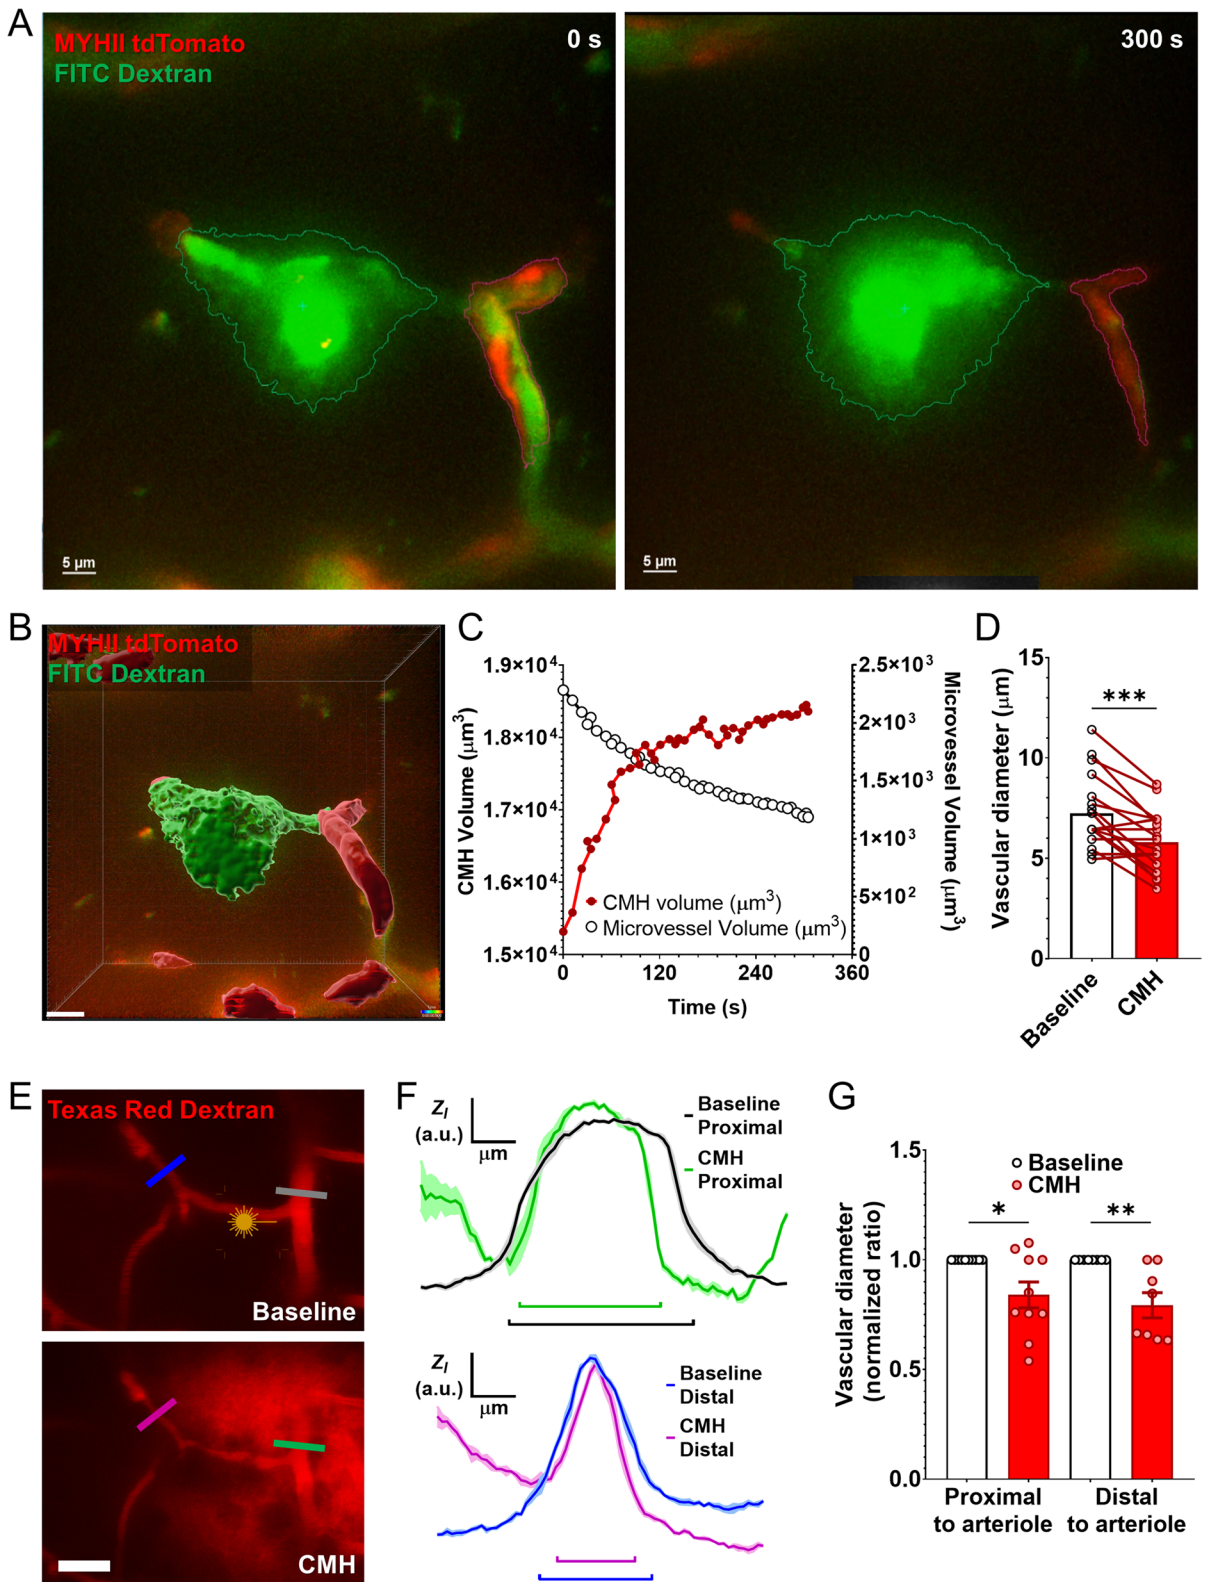 A
MYHII tdTomato
FITC Dextran
0 s
300 s
5 µm
5 µm
B
MYHII tdTomato
FITC Dextran
C
CMH Volume (μm³)
1.9×10⁴
1.8×10⁴
1.7×10⁴
1.6×10⁴
1.5×10⁴
2.5×10³
2×10³
1.5×10³
1×10³
5×10²
0
Microvessel Volume (μm³)
CMH volume (μm³)
Microvessel Volume (μm³)
0
120
240
360
Time (s)
D
Vascular diameter (μm)
15
10
5
0
***
Baseline
CMH
E
Texas Red Dextran
Baseline
CMH
F
Z_I
(a.u.)
μm
Baseline
Proximal
CMH
Proximal
Z_I
(a.u.)
μm
Baseline
Distal
CMH
Distal
G
Vascular diameter
(normalized ratio)
1.5
1.0
0.5
0.0
Baseline
CMH
*
**
Proximal
to arteriole
Distal
to arteriole